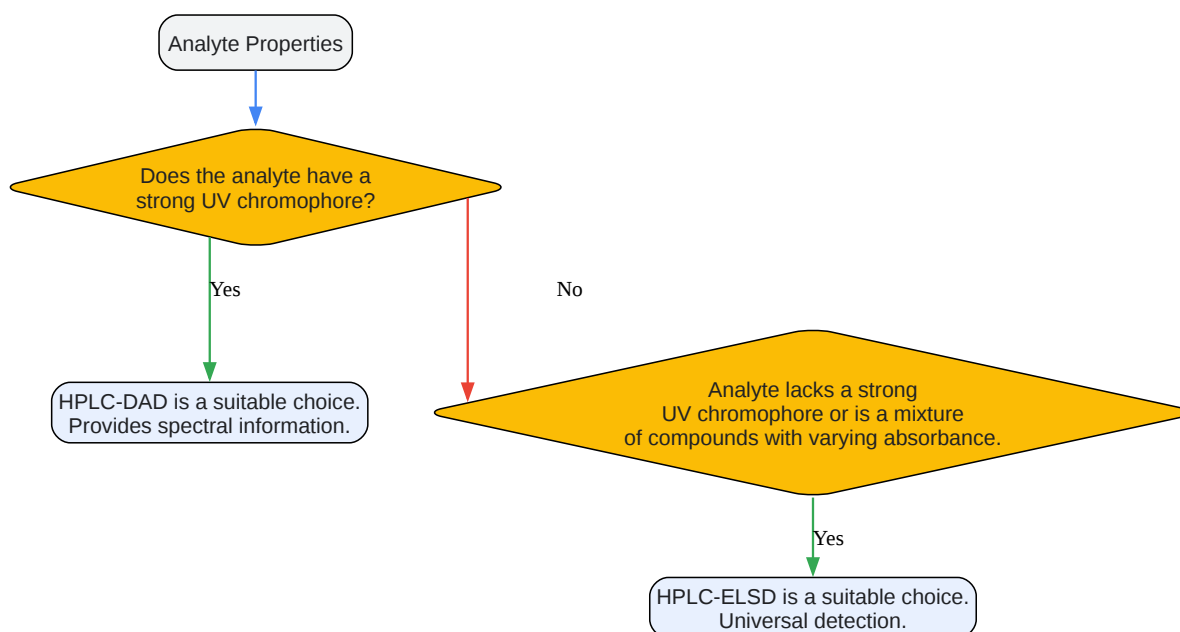 Analyte Properties
Does the analyte have a
strong UV chromophore?
Yes
No
HPLC-DAD is a suitable choice.
Provides spectral information.
Analyte lacks a strong
UV chromophore or is a mixture
of compounds with varying absorbance.
Yes
HPLC-ELSD is a suitable choice.
Universal detection.